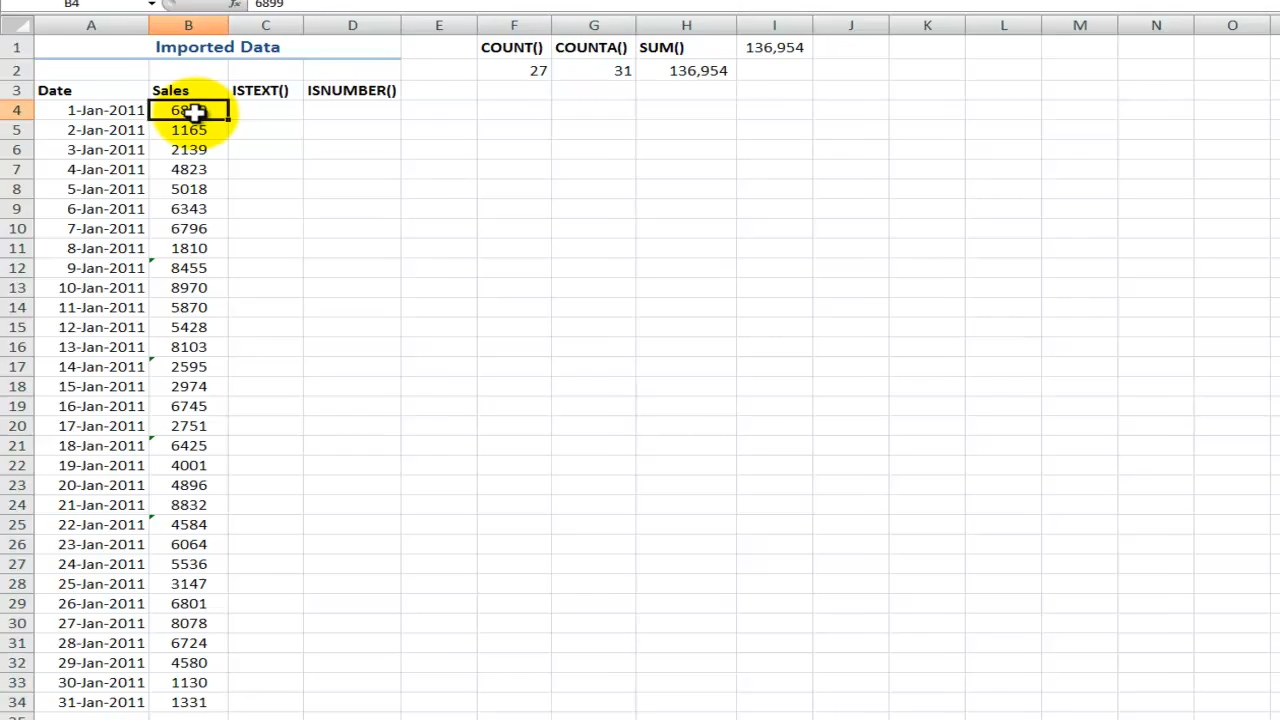 B4 fx 6899
A B C D E F G H I J K L M N O
1 Imported Data COUNT() COUNTA() SUM() 136,954
2 27 31 136,954
3 Date Sales ISTEXT() ISNUMBER()
4 1-Jan-2011
5 2-Jan-2011 1165
6 3-Jan-2011 2139
7 4-Jan-2011 4823
8 5-Jan-2011 5018
9 6-Jan-2011 6343
10 7-Jan-2011 6796
11 8-Jan-2011 1810
12 9-Jan-2011 8455
13 10-Jan-2011 8970
14 11-Jan-2011 5870
15 12-Jan-2011 5428
16 13-Jan-2011 8103
17 14-Jan-2011 2595
18 15-Jan-2011 2974
19 16-Jan-2011 6745
20 17-Jan-2011 2751
21 18-Jan-2011 6425
22 19-Jan-2011 4001
23 20-Jan-2011 4896
24 21-Jan-2011 8832
25 22-Jan-2011 4584
26 23-Jan-2011 6064
27 24-Jan-2011 5536
28 25-Jan-2011 3147
29 26-Jan-2011 6801
30 27-Jan-2011 8078
31 28-Jan-2011 6724
32 29-Jan-2011 4580
33 30-Jan-2011 1130
34 31-Jan-2011 1331